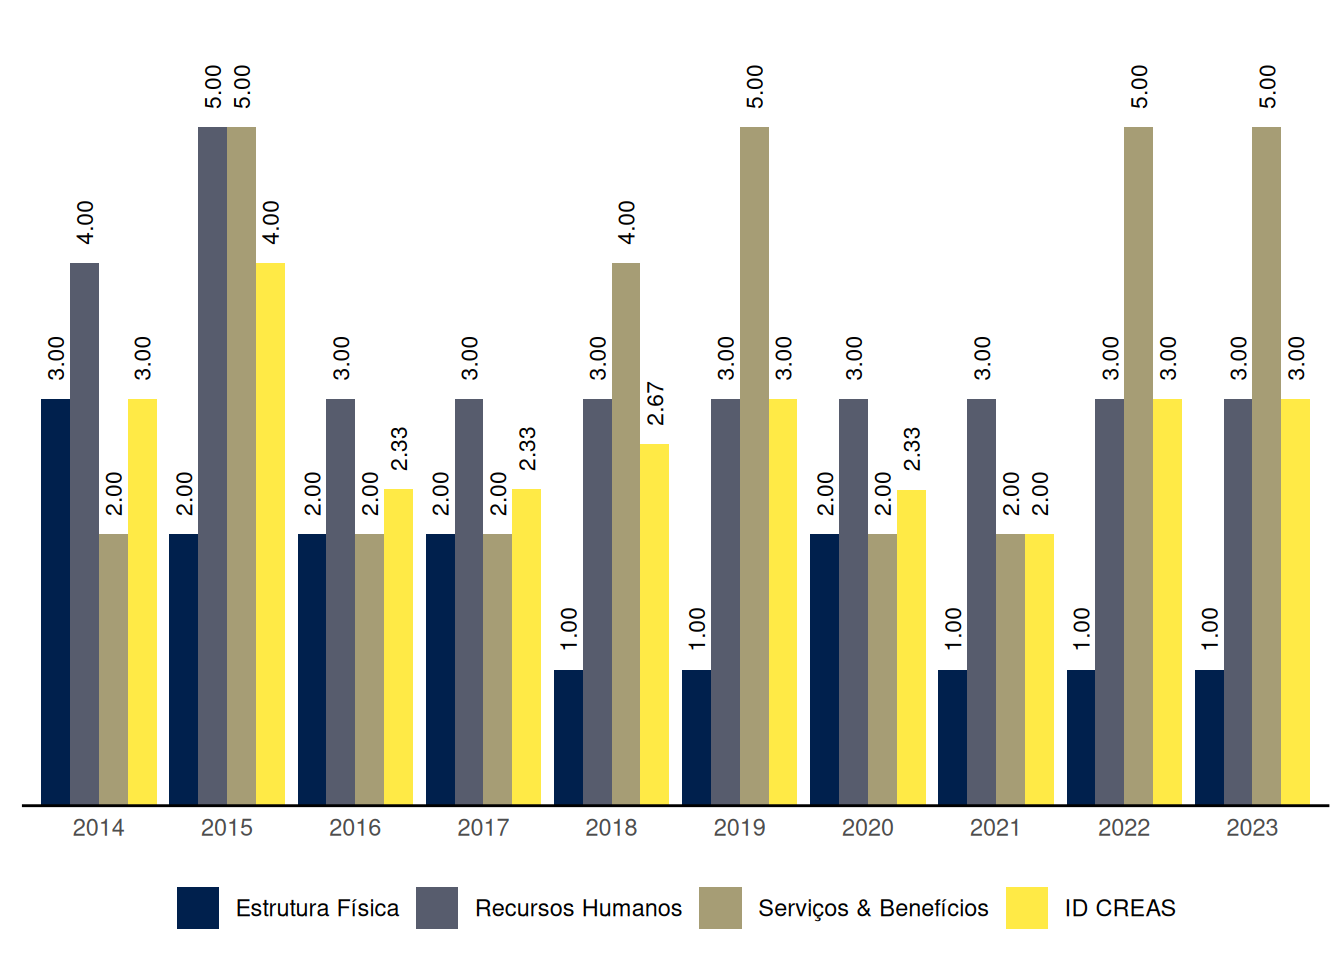 5.00 5.00 5.00 5.00 5.00
4.00 4.00 4.00
3.00 3.00 3.00 3.00 3.00 3.00 3.00 3.00 3.00 3.00 3.00 3.00 3.00
2.67
2.33 2.33 2.33
2.00 2.00 2.00 2.00 2.00 2.00 2.00 2.00 2.00 2.00
1.00 1.00 1.00 1.00 1.00
2014 2015 2016 2017 2018 2019 2020 2021 2022 2023
Estrutura Física Recursos Humanos Serviços & Benefícios ID CREAS